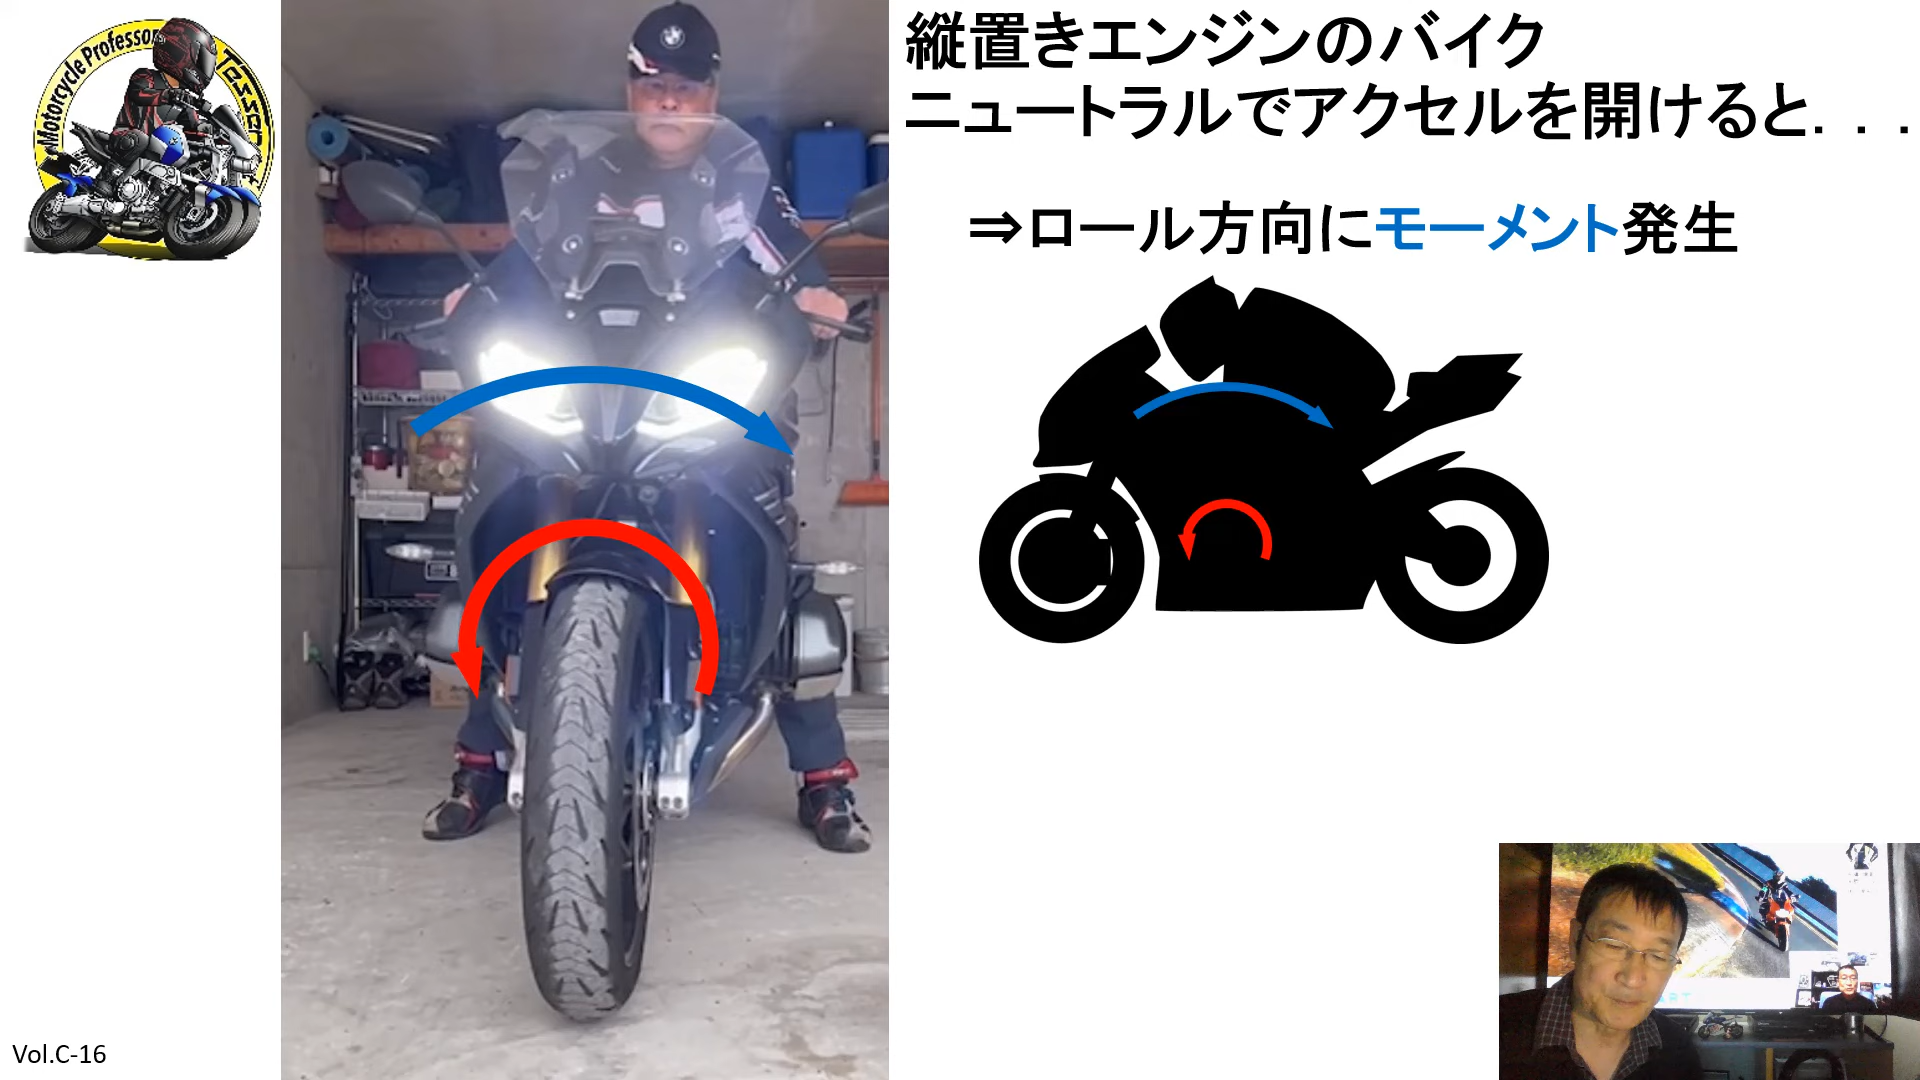 Motorcycle Professor
縦置きエンジンのバイク
ニュートラルでアクセルを開けると．．．
⇒ロール方向にモーメント発生
Vol.C-16